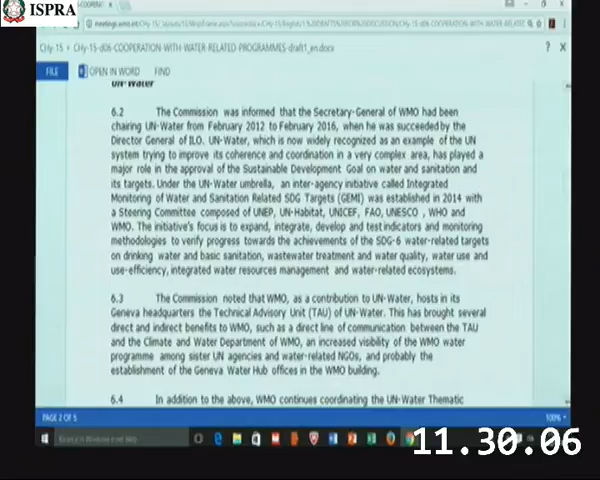 ISPRA
CHy-15 › CHy-15-d06-COOPERATION-WITH-WATER-RELATED-PROGRAMMES-draft1_en.docx
FILE OPEN IN WORD FIND
UN-Water
6.2 The Commission was informed that the Secretary-General of WMO had been
chairing UN-Water from February 2012 to February 2016, when he was succeeded by the
Director General of ILO. UN-Water, which is now widely recognized as an example of the UN
system trying to improve its coherence and coordination in a very complex area, has played a
major role in the approval of the Sustainable Development Goal on water and sanitation and
its targets. Under the UN-Water umbrella, an inter-agency initiative called Integrated
Monitoring of Water and Sanitation Related SDG Targets (GEMI) was established in 2014 with
a Steering Committee composed of UNEP, UN-Habitat, UNICEF, FAO, UNESCO , WHO and
WMO. The initiative's focus is to expand, integrate, develop and test indicators and monitoring
methodologies to verify progress towards the achievements of the SDG-6 water-related targets
on drinking water and basic sanitation, wastewater treatment and water quality, water use and
use-efficiency, integrated water resources management and water-related ecosystems.
6.3 The Commission noted that WMO, as a contribution to UN-Water, hosts in its
Geneva headquarters the Technical Advisory Unit (TAU) of UN-Water. This has brought several
direct and indirect benefits to WMO, such as a direct line of communication between the TAU
and the Climate and Water Department of WMO, an increased visibility of the WMO water
programme among sister UN agencies and water-related NGOs, and probably the
establishment of the Geneva Water Hub offices in the WMO building.
6.4 In addition to the above, WMO continues coordinating the UN-Water Thematic
PAGE 2 OF 5 100%
11.30.06